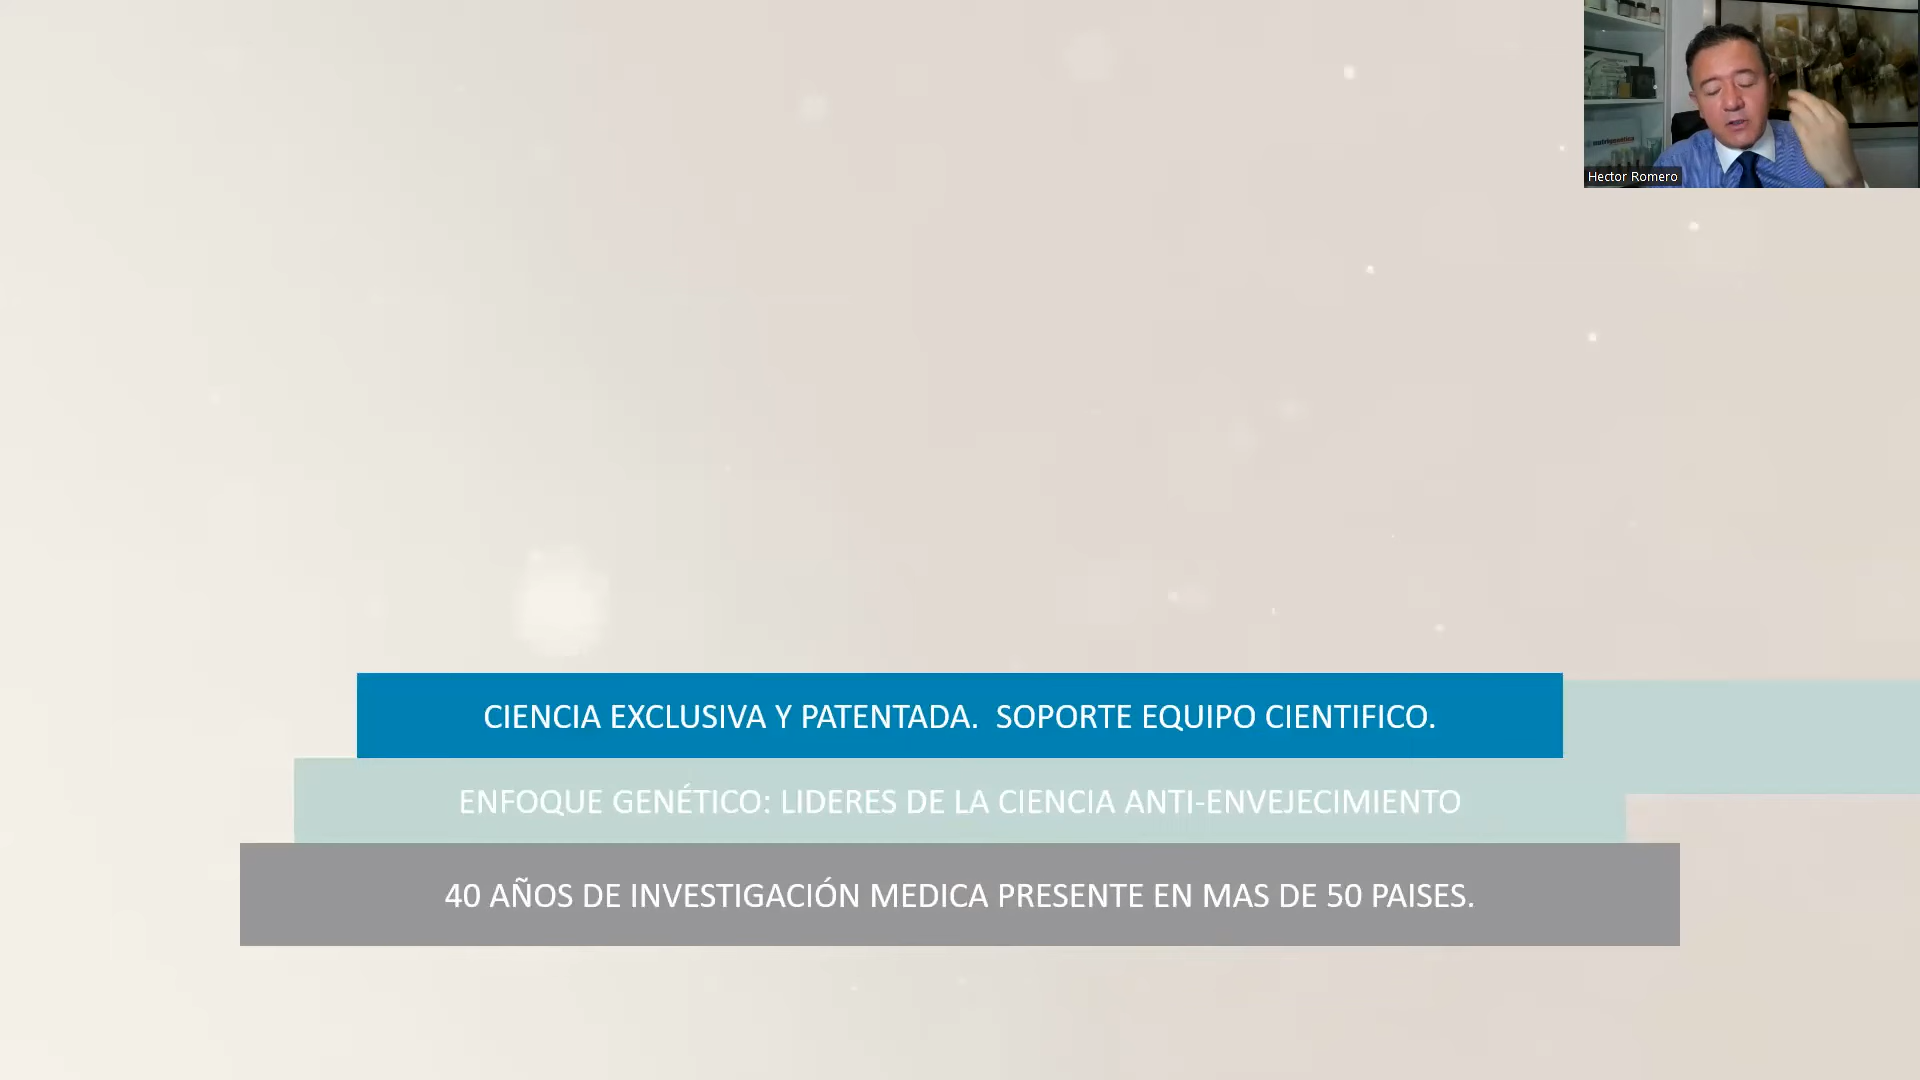 Hector Romero
CIENCIA EXCLUSIVA Y PATENTADA.  SOPORTE EQUIPO CIENTIFICO.
ENFOQUE GENÉTICO: LIDERES DE LA CIENCIA ANTI-ENVEJECIMIENTO
40 AÑOS DE INVESTIGACIÓN MEDICA PRESENTE EN MAS DE 50 PAISES.